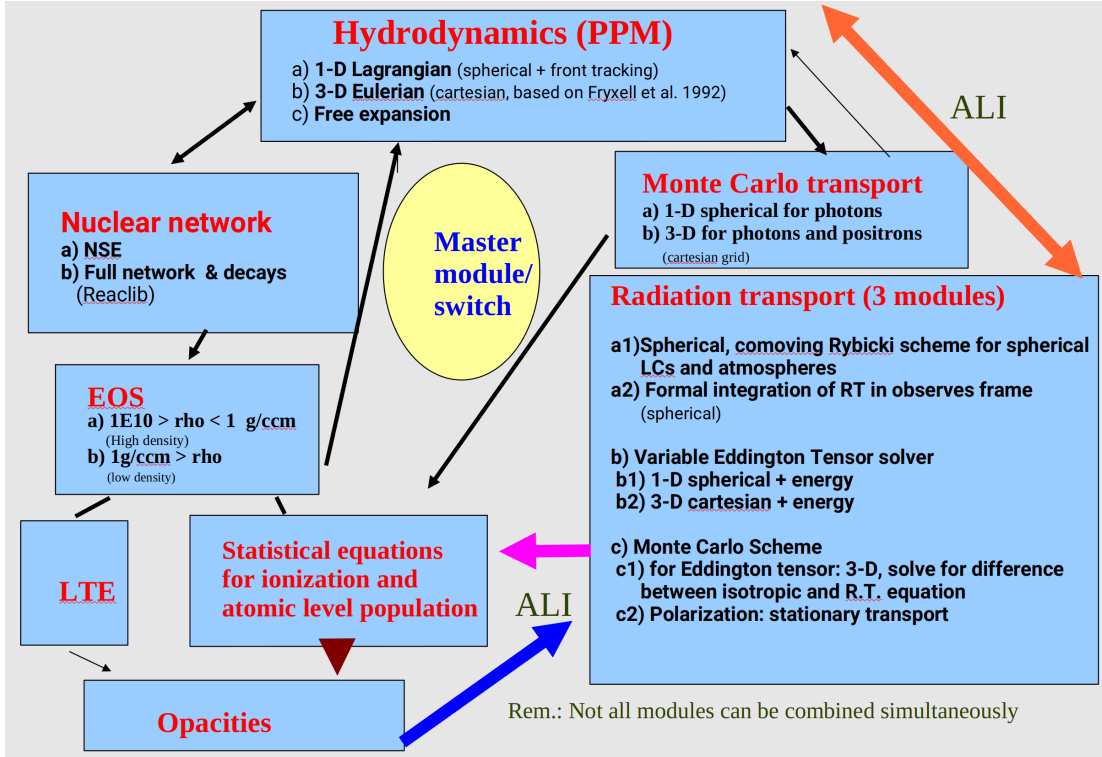 Hydrodynamics (PPM)
a) 1-D Lagrangian (spherical + front tracking)
b) 3-D Eulerian (cartesian, based on Fryxell et al. 1992)
c) Free expansion
ALI
Monte Carlo transport
a) 1-D spherical for photons
b) 3-D for photons and positrons
(cartesian grid)
Nuclear network
a) NSE
b) Full network & decays
(Reaclib)
Master
module/
switch
Radiation transport (3 modules)
a1)Spherical, comoving Rybicki scheme for spherical
LCs and atmospheres
a2) Formal integration of RT in observes frame
(spherical)
b) Variable Eddington Tensor solver
b1) 1-D spherical + energy
b2) 3-D cartesian + energy
c) Monte Carlo Scheme
c1) for Eddington tensor: 3-D, solve for difference
between isotropic and R.T. equation
c2) Polarization: stationary transport
EOS
a) 1E10 > rho < 1 g/ccm
(High density)
b) 1g/ccm > rho
(low density)
LTE
Statistical equations
for ionization and
atomic level population
ALI
Opacities
Rem.: Not all modules can be combined simultaneously